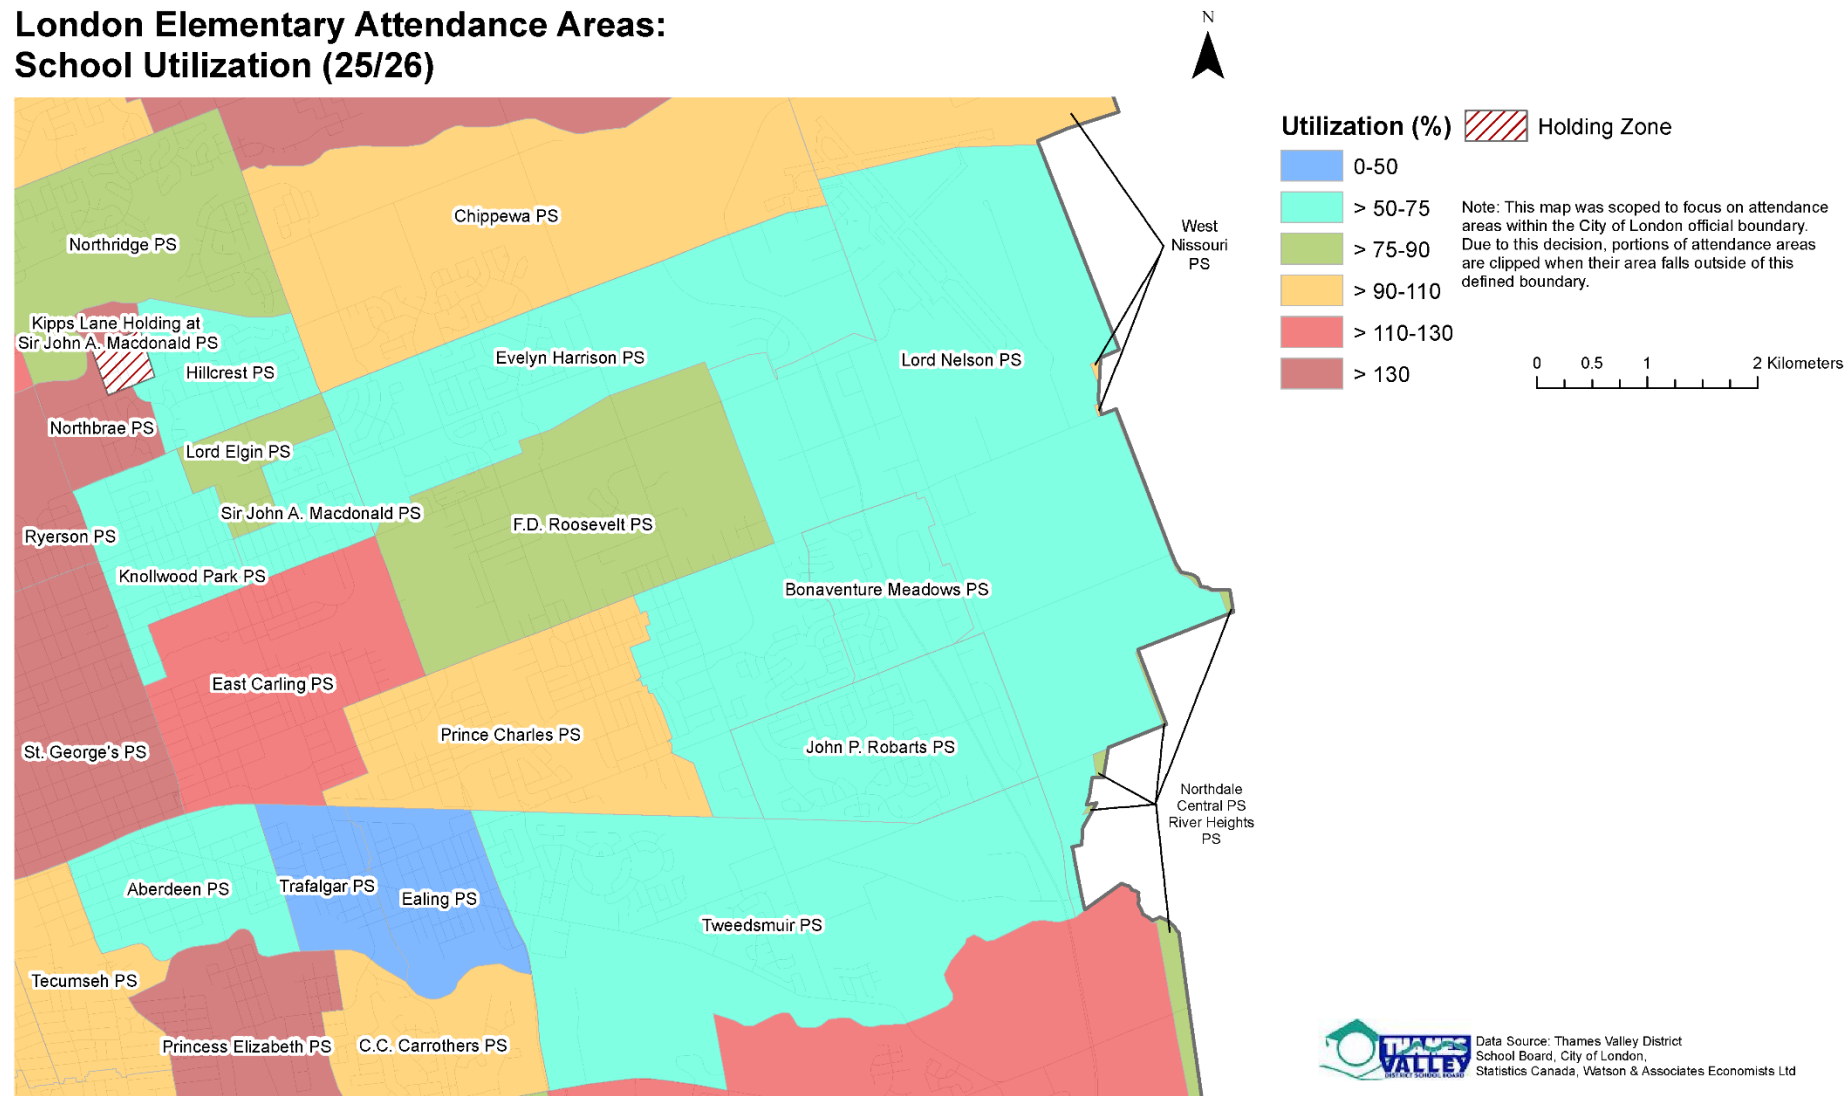 London Elementary Attendance Areas:
School Utilization (25/26)
N
Utilization (%)
Holding Zone
0-50
> 50-75
> 75-90
> 90-110
> 110-130
> 130
Note: This map was scoped to focus on attendance
areas within the City of London official boundary.
Due to this decision, portions of attendance areas
are clipped when their area falls outside of this
defined boundary.
0 0.5 1 2 Kilometers
Chippewa PS
Northridge PS
West
Nissouri
PS
Kipps Lane Holding at
Sir John A. Macdonald PS
Hillcrest PS
Evelyn Harrison PS
Lord Nelson PS
Northbrae PS
Lord Elgin PS
Sir John A. Macdonald PS
F.D. Roosevelt PS
Ryerson PS
Knollwood Park PS
Bonaventure Meadows PS
East Carling PS
Prince Charles PS
St. George's PS
John P. Robarts PS
Northdale
Central PS
River Heights
PS
Aberdeen PS
Trafalgar PS
Ealing PS
Tweedsmuir PS
Tecumseh PS
Princess Elizabeth PS
C.C. Carrothers PS
THAMES
VALLEY
DISTRICT SCHOOL BOARD
Data Source: Thames Valley District
School Board, City of London,
Statistics Canada, Watson & Associates Economists Ltd